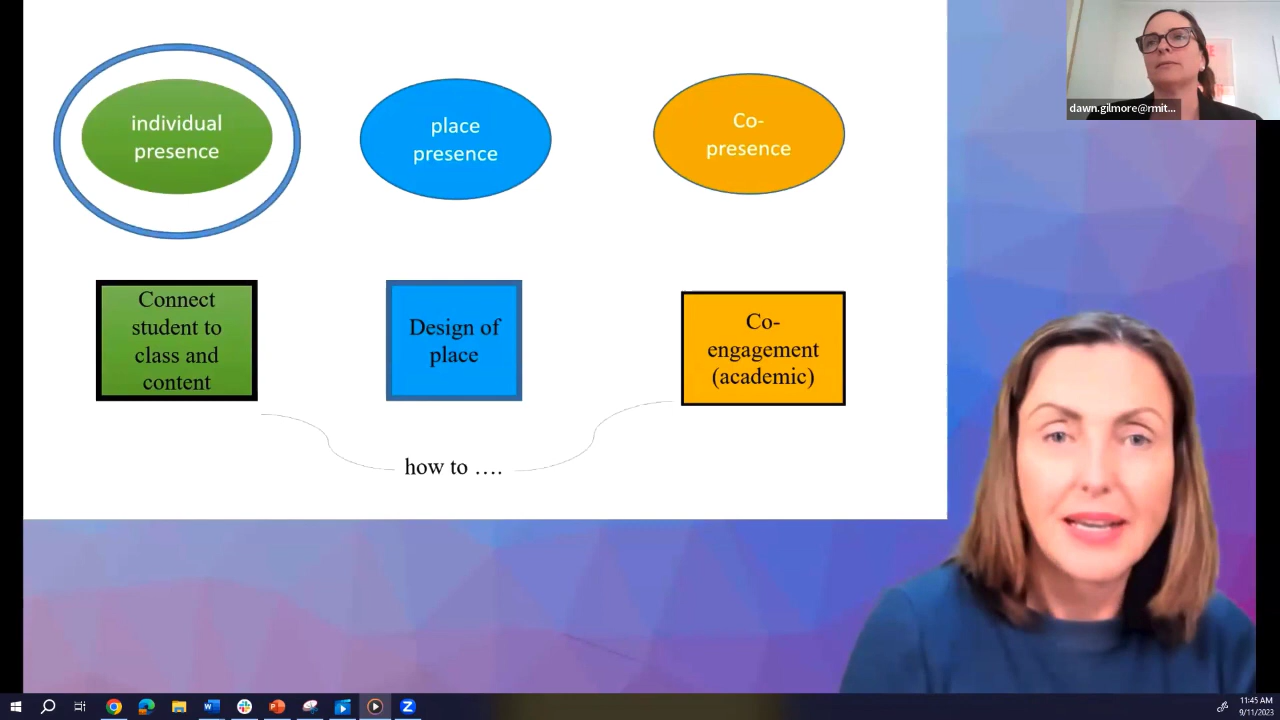 individual
presence
place
presence
Co-
presence
dawn.gilmore@rmit...
Connect
student to
class and
content
Design of
place
Co-
engagement
(academic)
how to ….
11:45 AM
9/11/2023